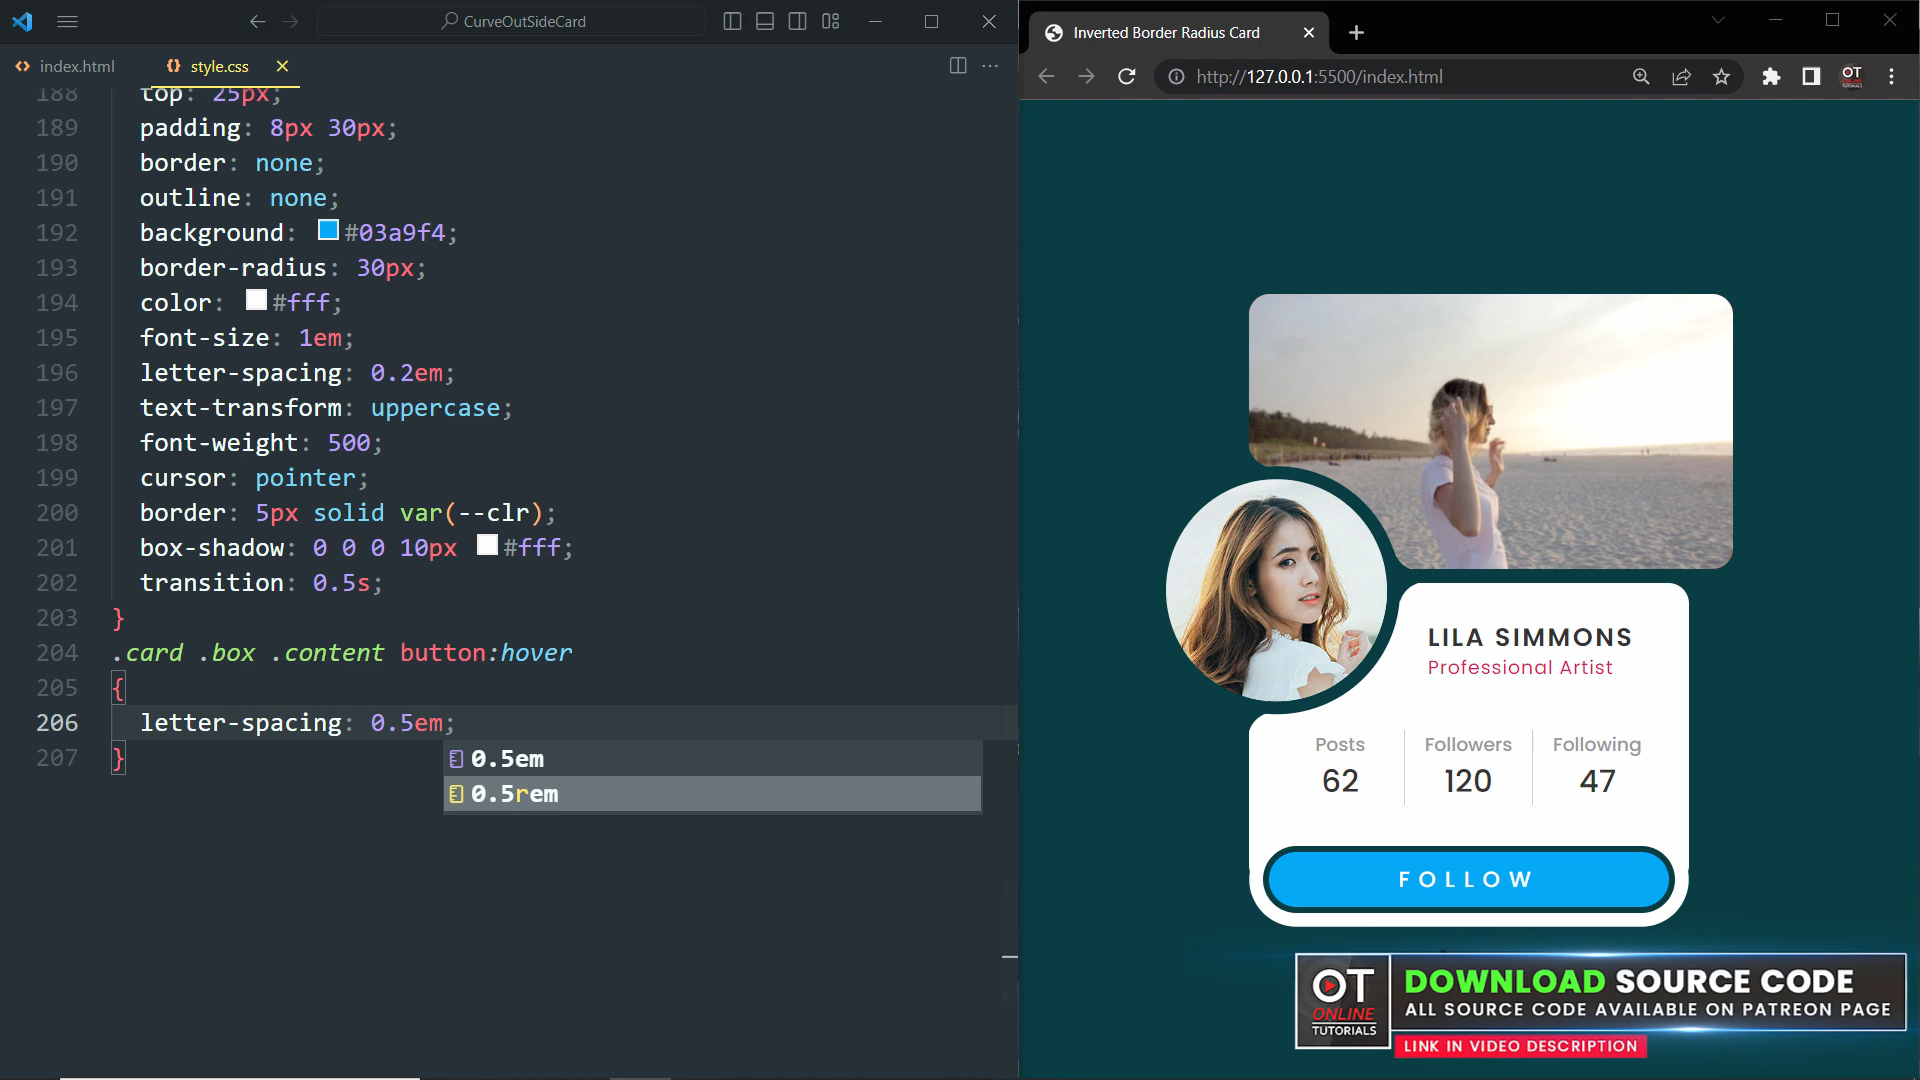 CurveOutSideCard
index.html
style.css
188 top: 25px;
189 padding: 8px 30px;
190 border: none;
191 outline: none;
192 background: #03a9f4;
193 border-radius: 30px;
194 color: #fff;
195 font-size: 1em;
196 letter-spacing: 0.2em;
197 text-transform: uppercase;
198 font-weight: 500;
199 cursor: pointer;
200 border: 5px solid var(--clr);
201 box-shadow: 0 0 0 10px #fff;
202 transition: 0.5s;
203 }
204 .card .box .content button:hover
205 {
206 letter-spacing: 0.5em;
207 }
0.5em
0.5rem
Inverted Border Radius Card
http://127.0.0.1:5500/index.html
OT
LILA SIMMONS
Professional Artist
Posts Followers Following
62 120 47
FOLLOW
OT
ONLINE
TUTORIALS
DOWNLOAD SOURCE CODE
ALL SOURCE CODE AVAILABLE ON PATREON PAGE
LINK IN VIDEO DESCRIPTION